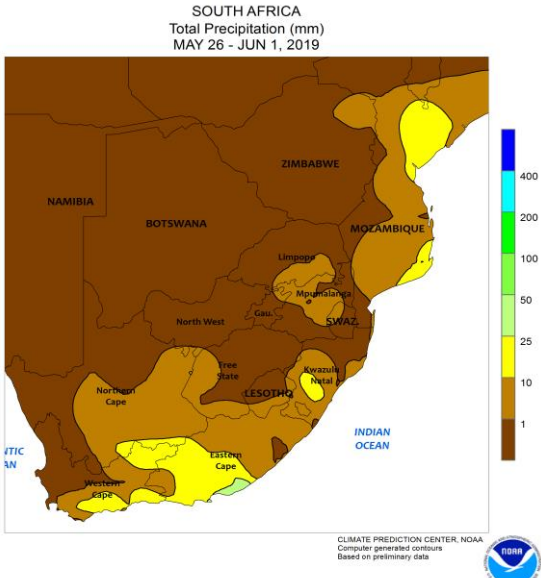 SOUTH AFRICA
Total Precipitation (mm)
MAY 26 - JUN 1, 2019
ZIMBABWE
NAMIBIA
BOTSWANA
MOZAMBIQUE
Limpopo
Mpumalanga
Gau.
North West
SWAZ.
Free
State
Kwazulu
Natal
LESOTHO
Northern
Cape
INDIAN
OCEAN
NTIC
AN
Eastern
Cape
Western
Cape
400
200
100
50
25
10
1
CLIMATE PREDICTION CENTER, NOAA
Computer generated contours
Based on preliminary data
NOAA